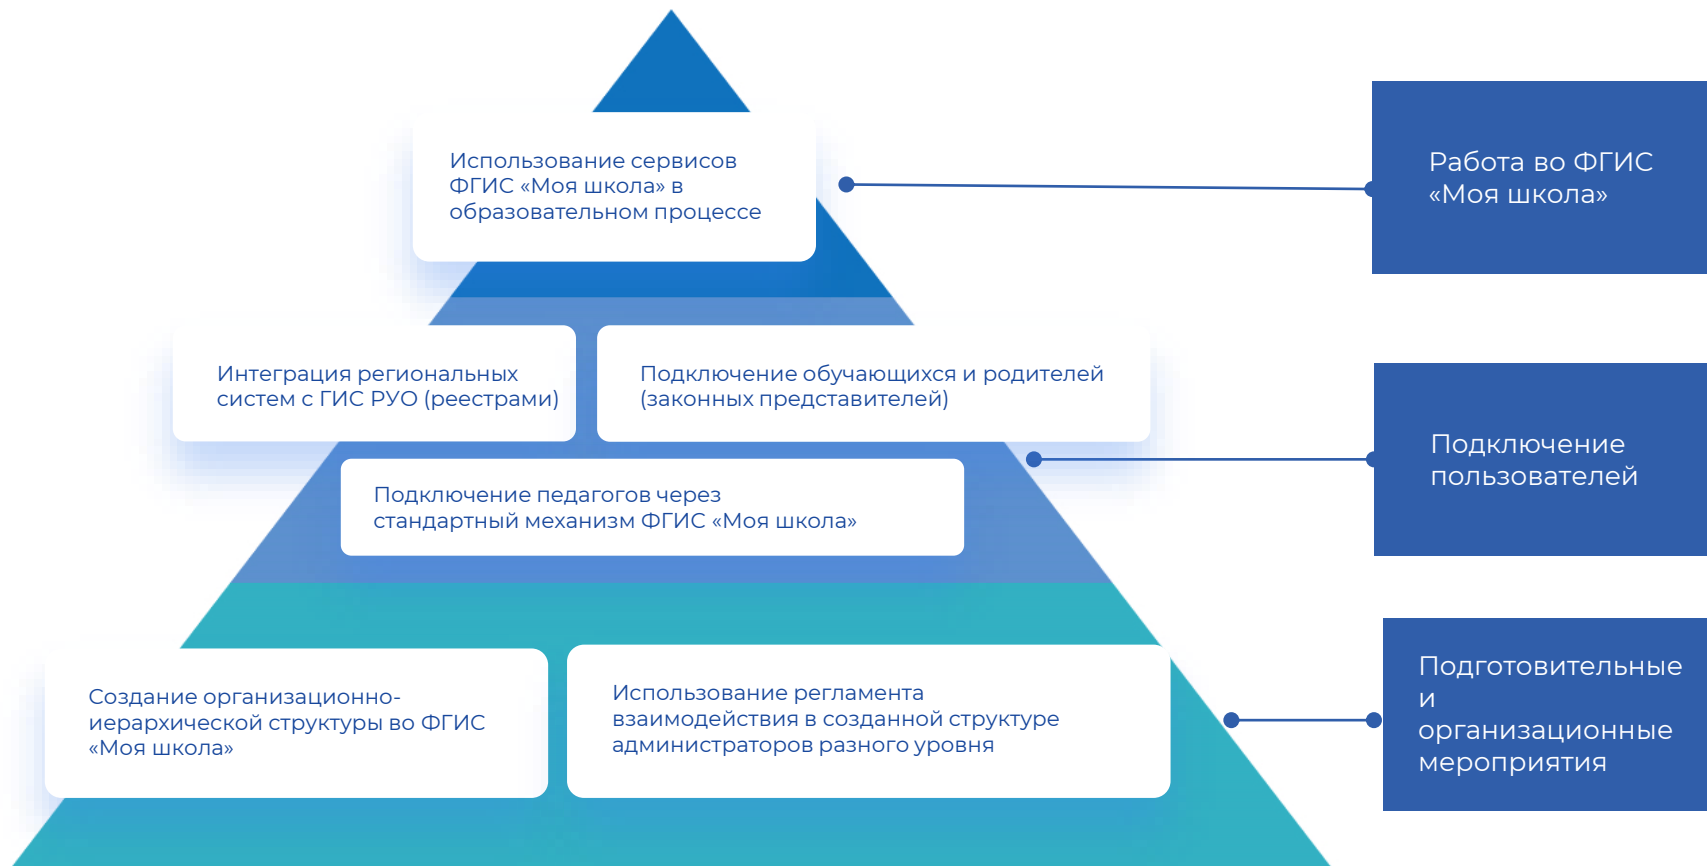 Использование сервисов
ФГИС «Моя школа» в
образовательном процессе
Работа во ФГИС
«Моя школа»
Интеграция региональных
систем с ГИС РУО (реестрами)
Подключение обучающихся и родителей
(законных представителей)
Подключение педагогов через
стандартный механизм ФГИС «Моя школа»
Подключение
пользователей
Создание организационно-
иерархической структуры во ФГИС
«Моя школа»
Использование регламента
взаимодействия в созданной структуре
администраторов разного уровня
Подготовительные
и
организационные
мероприятия